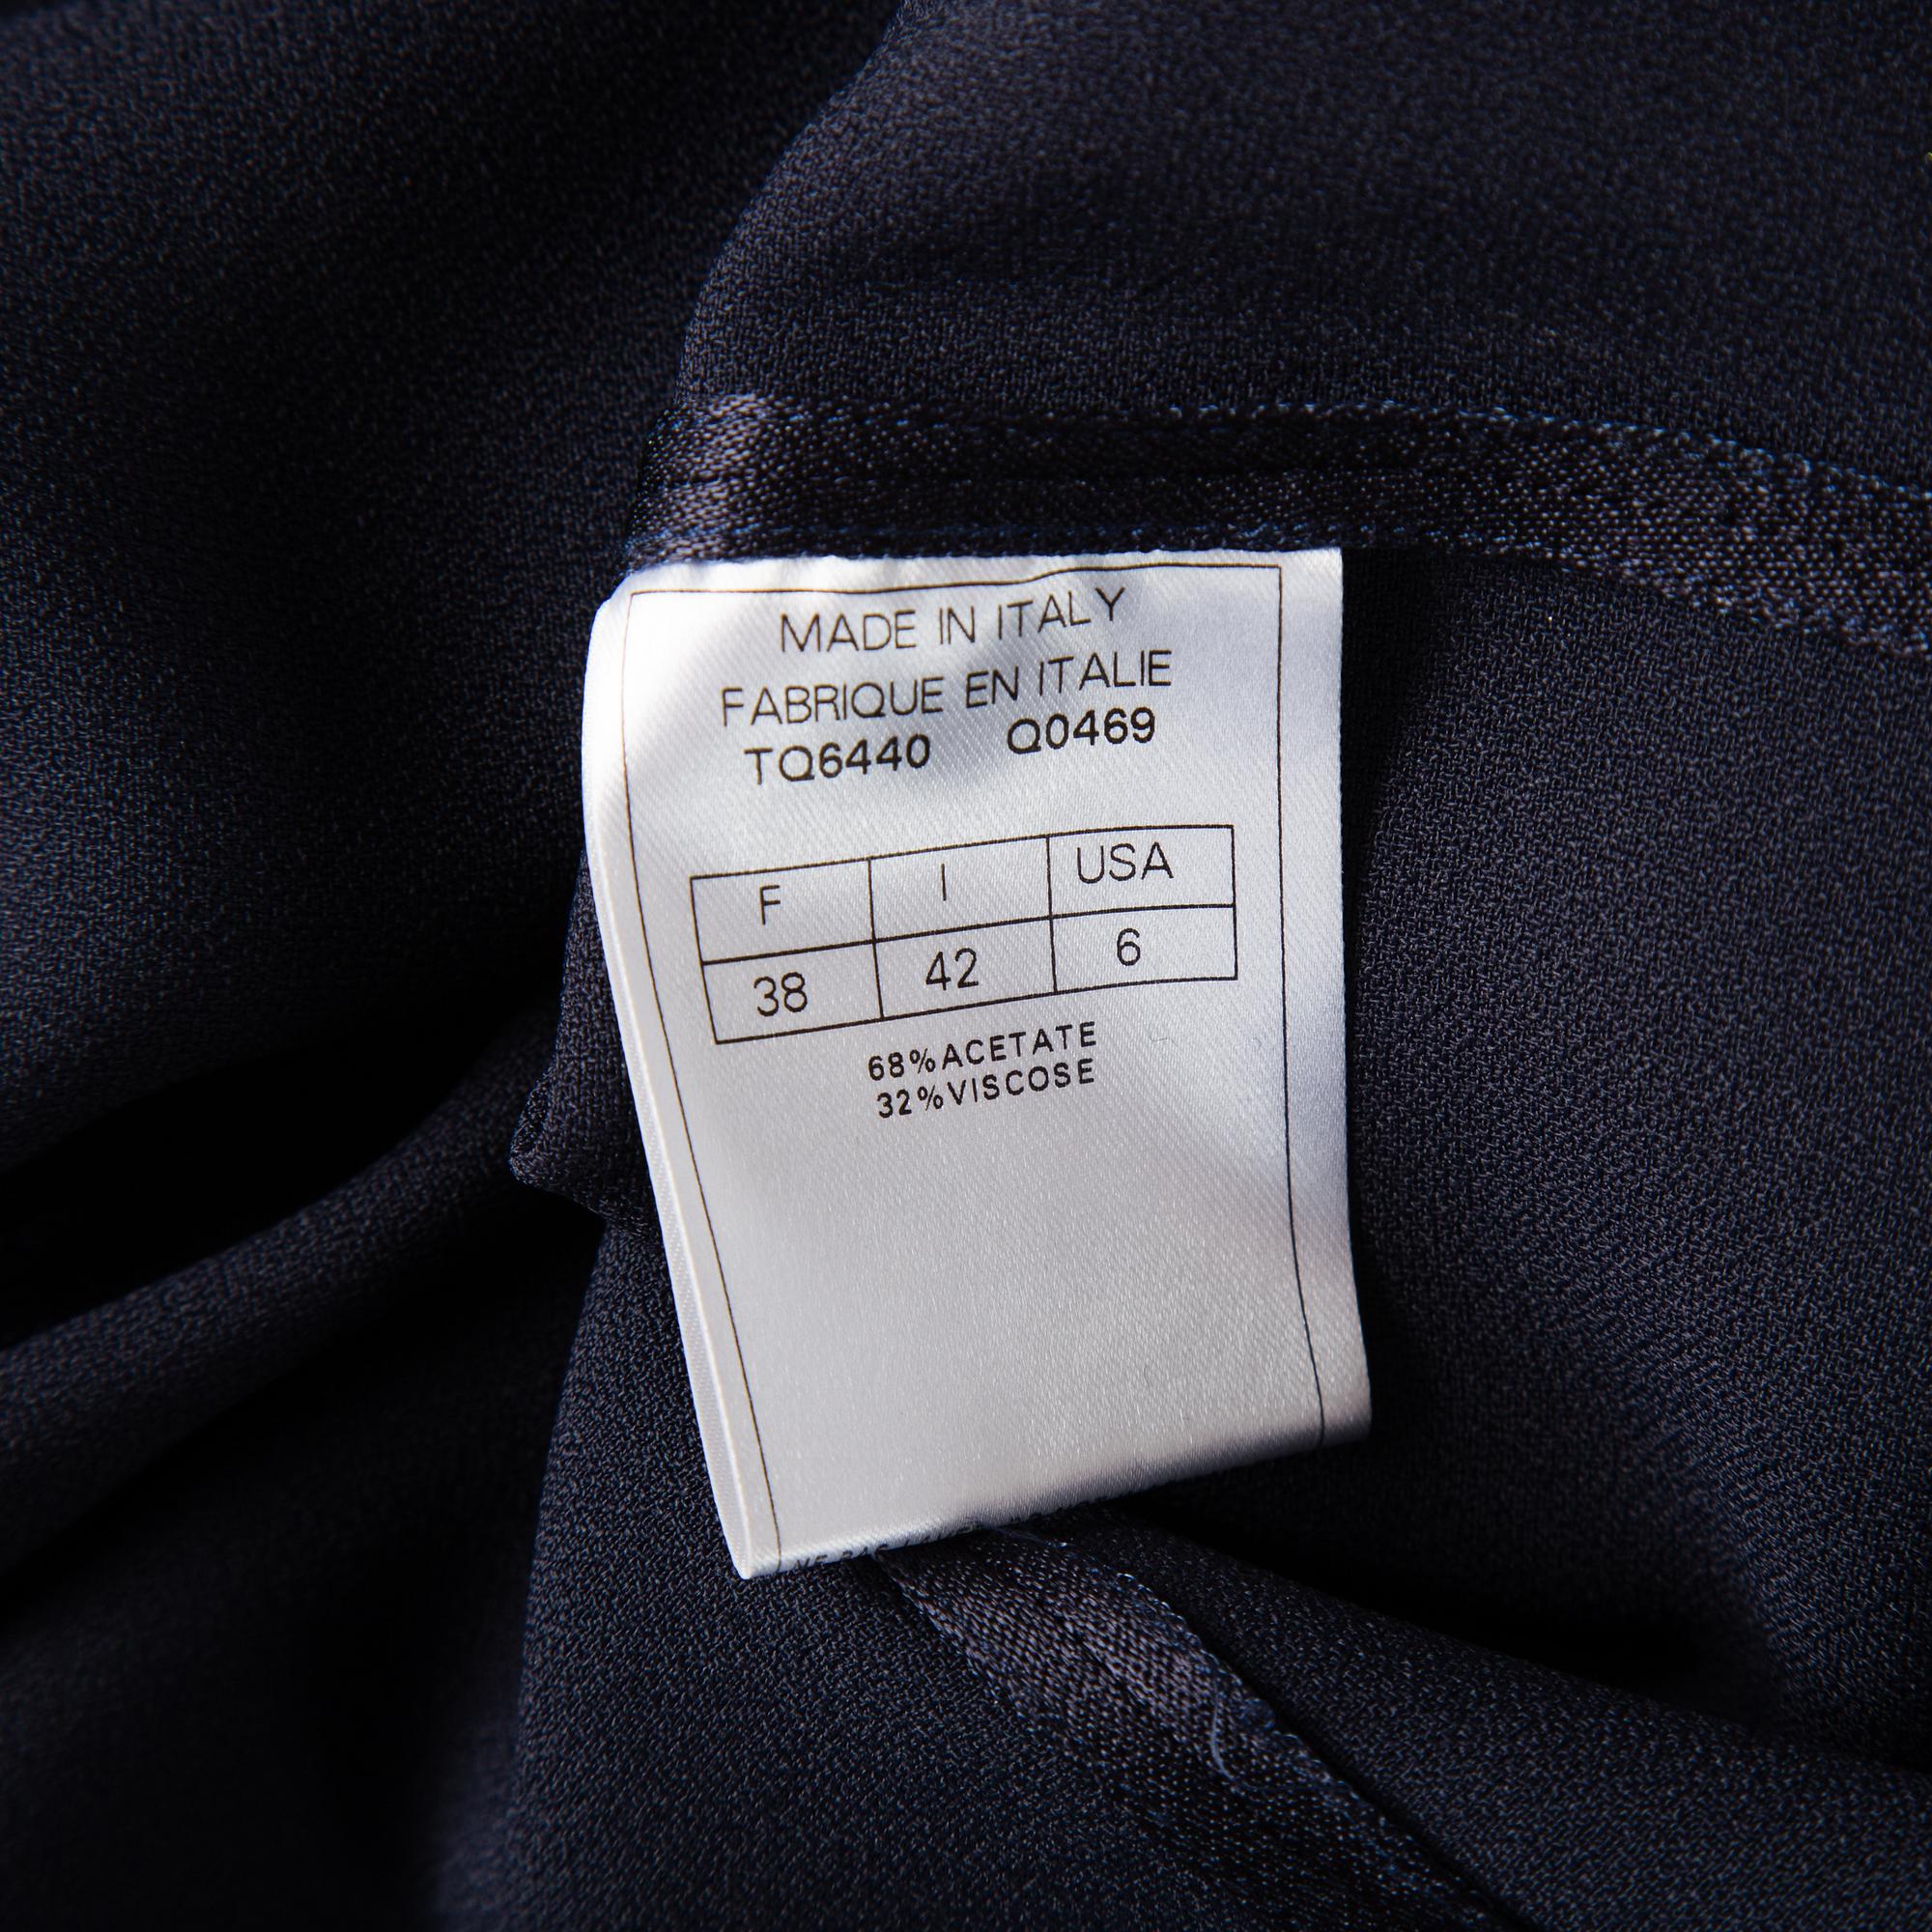 MADE IN ITALY
FABRIQUE EN ITALIE
TQ6440 Q0469
F I USA
38 42 6
68%ACETATE
32%VISCOSE